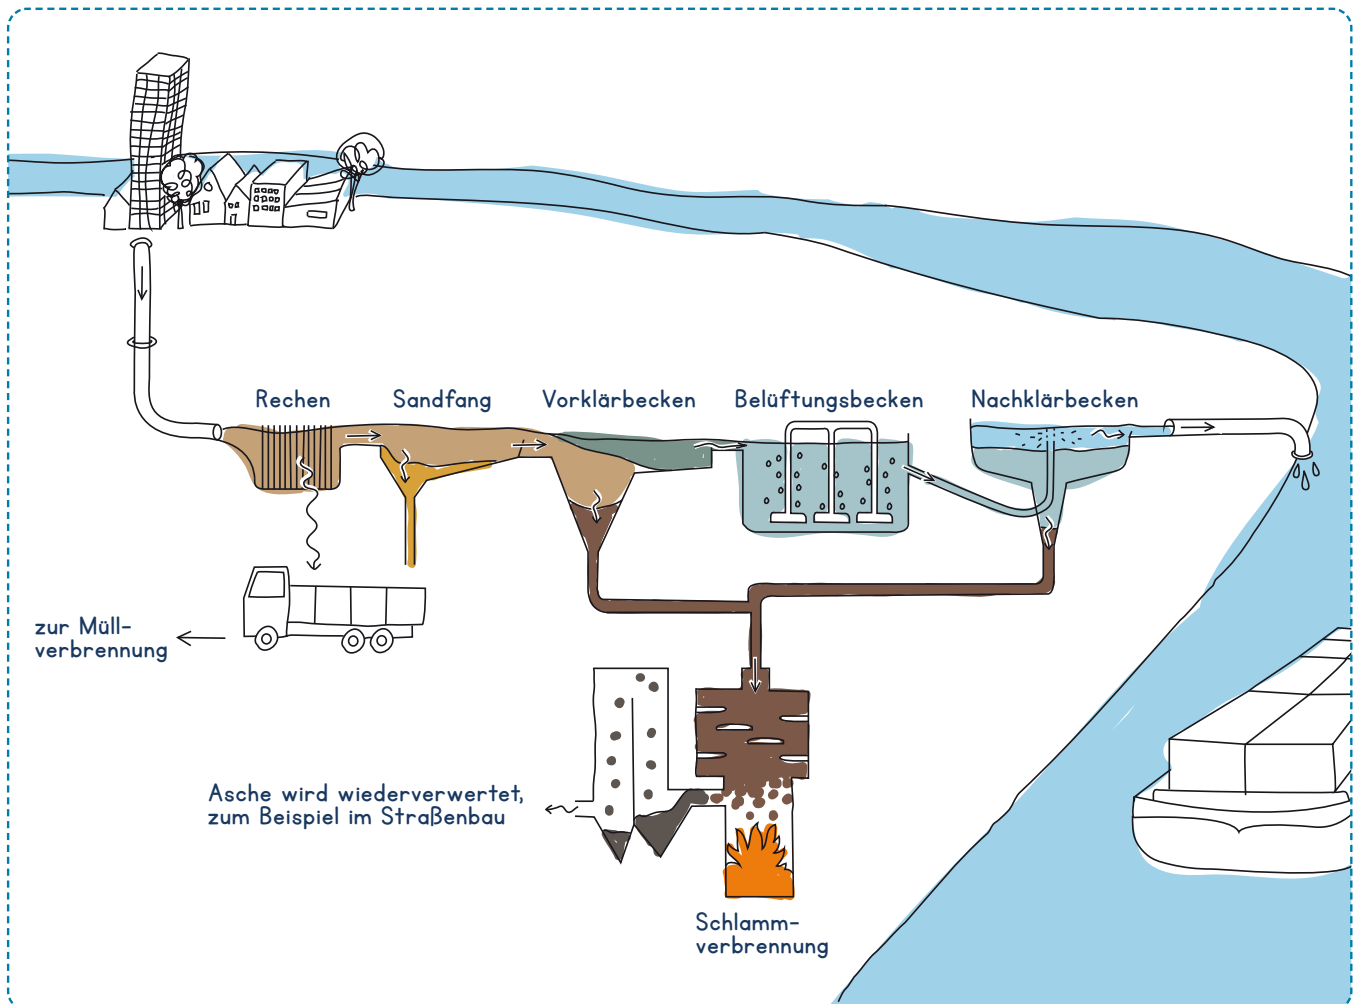 Rechen
Sandfang
Vorklärbecken
Belüftungsbecken
Nachklärbecken
zur Müll-
verbrennung
Asche wird wiederverwertet,
zum Beispiel im Straßenbau
Schlamm-
verbrennung